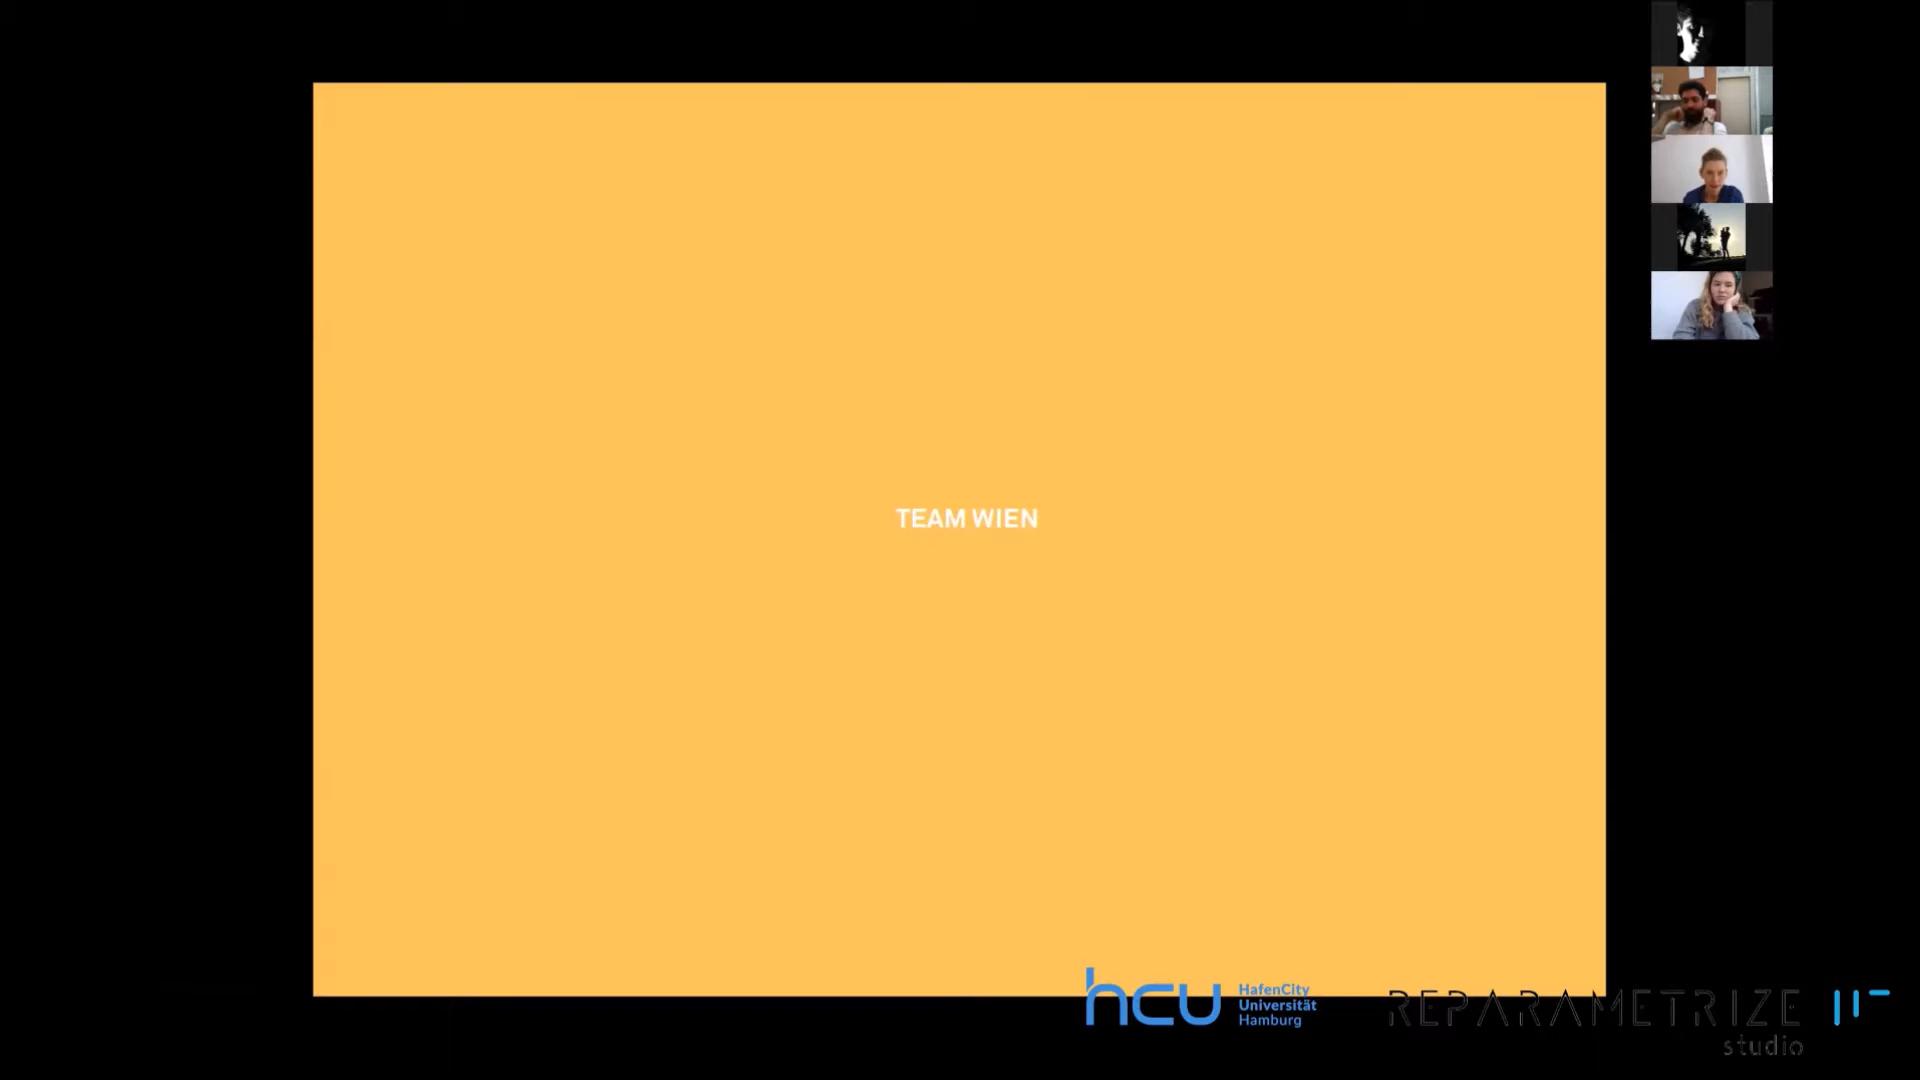 TEAM WIEN
hcu
HafenCity
Universität
Hamburg
REPARAMETRIZE
studio